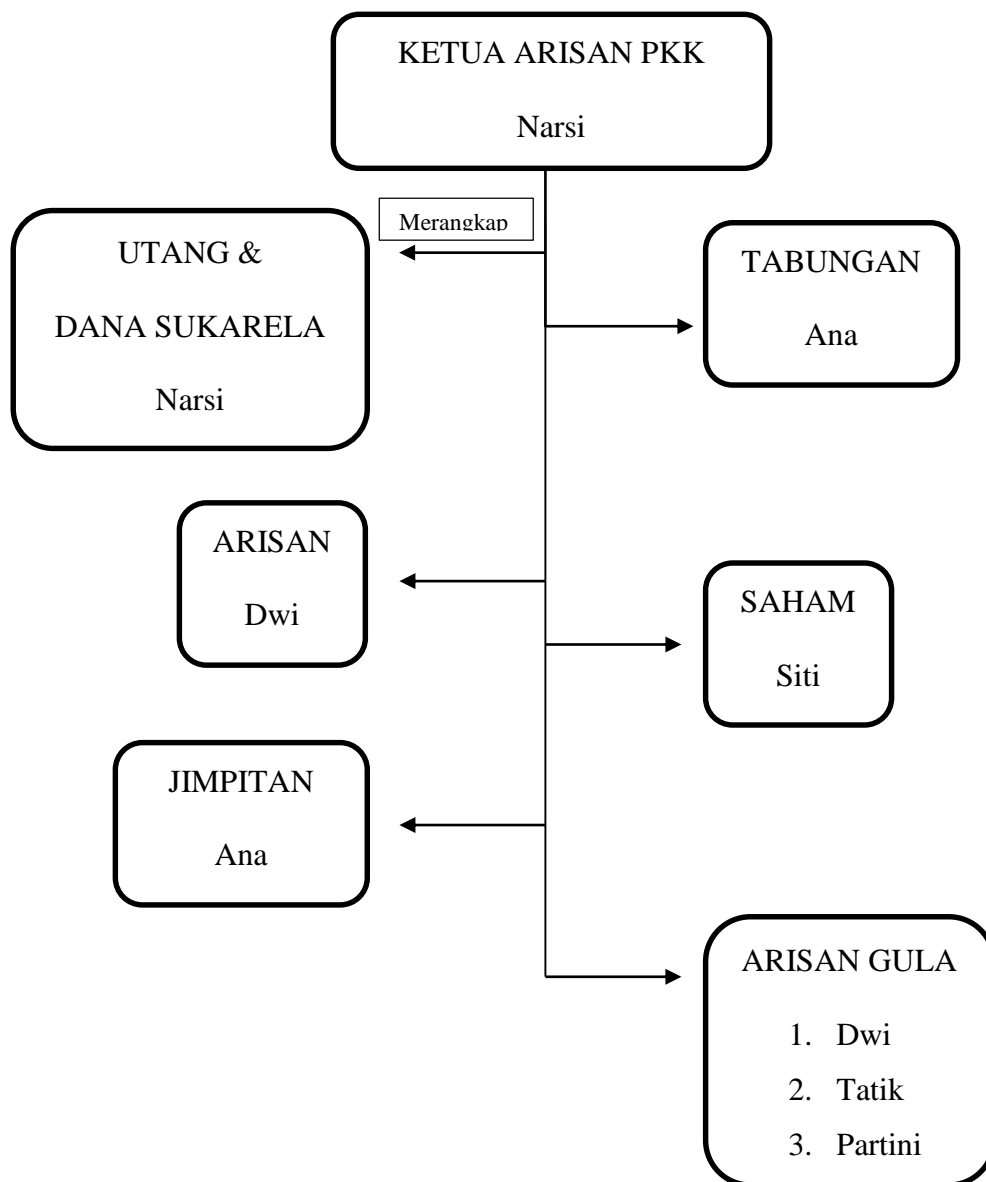 KETUA ARISAN PKK
Narsi
Merangkap
UTANG &
DANA SUKARELA
Narsi
TABUNGAN
Ana
ARISAN
Dwi
SAHAM
Siti
JIMPITAN
Ana
ARISAN GULA
1. Dwi
2. Tatik
3. Partini